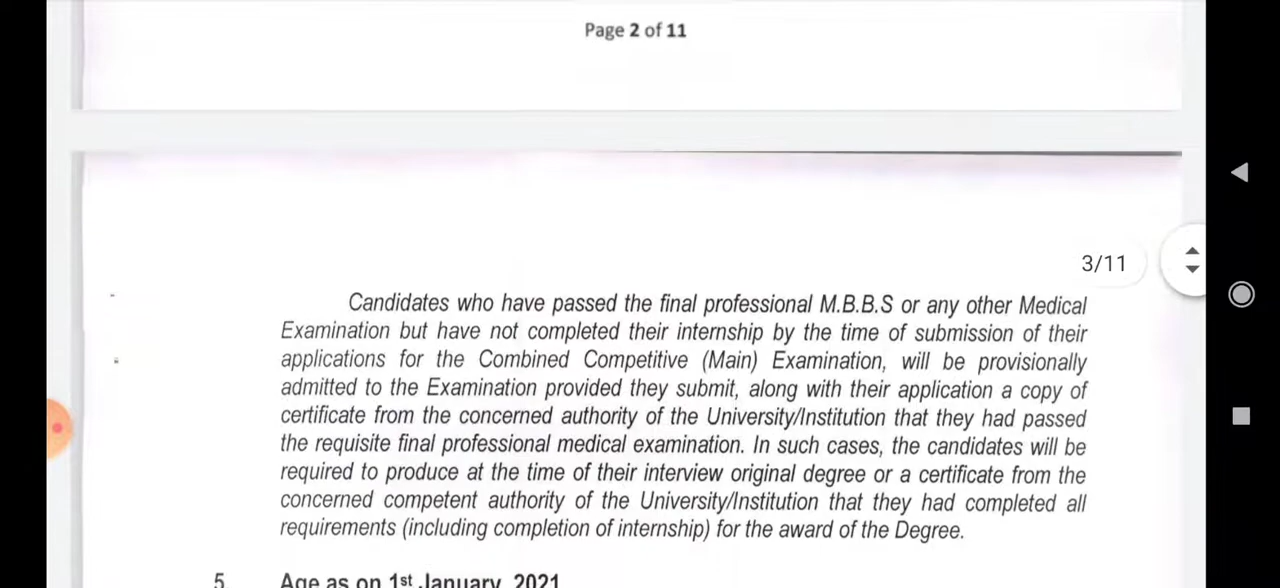 Page 2 of 11
3/11
Candidates who have passed the final professional M.B.B.S or any other Medical
Examination but have not completed their internship by the time of submission of their
applications for the Combined Competitive (Main) Examination, will be provisionally
admitted to the Examination provided they submit, along with their application a copy of
certificate from the concerned authority of the University/Institution that they had passed
the requisite final professional medical examination. In such cases, the candidates will be
required to produce at the time of their interview original degree or a certificate from the
concerned competent authority of the University/Institution that they had completed all
requirements (including completion of internship) for the award of the Degree.
5. Age as on 1st January, 2021